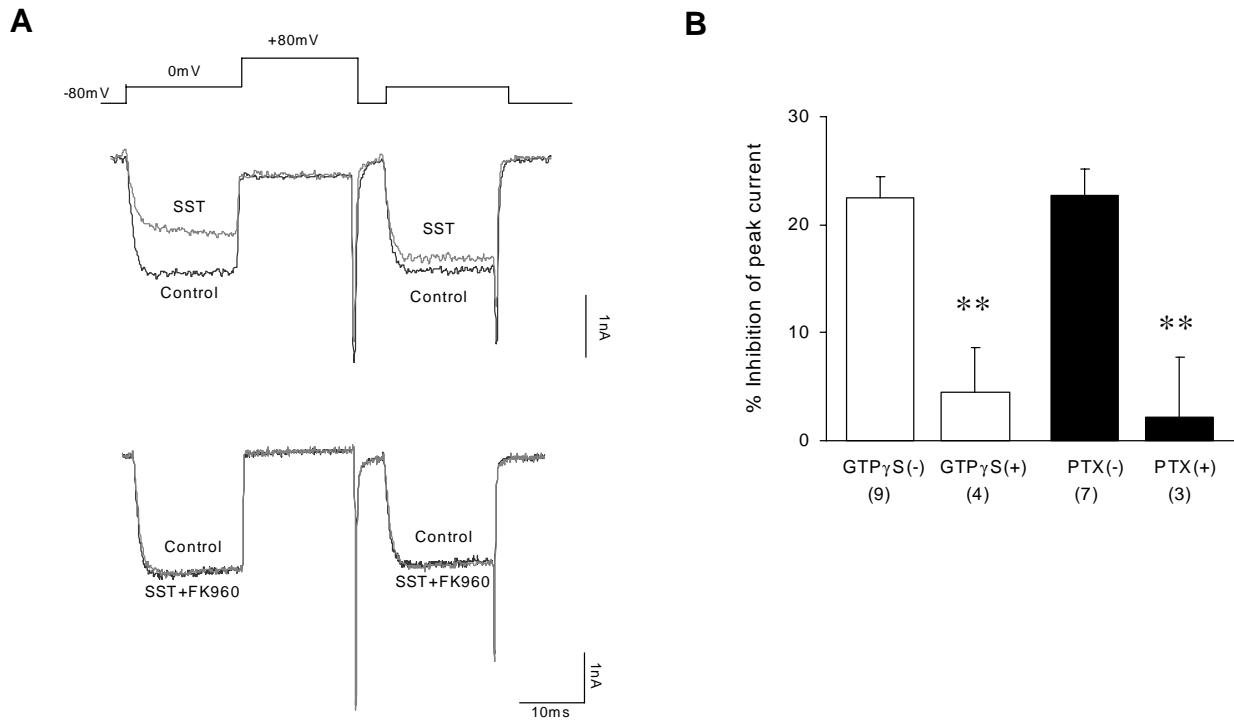 A
+80mV
0mV
-80mV
SST
Control
SST
Control
1nA
Control
SST+FK960
Control
SST+FK960
1nA
10ms
B
% Inhibition of peak current
30
20
10
0
**
**
GTPγS(-)
(9)
GTPγS(+)
(4)
PTX(-)
(7)
PTX(+)
(3)